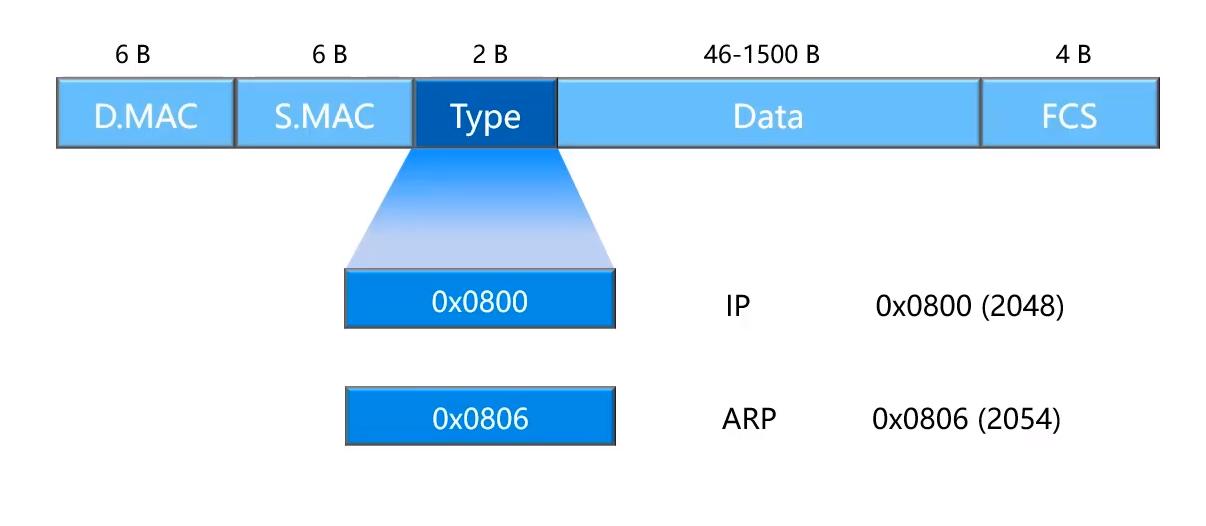 6 B 6 B 2 B 46-1500 B 4 B
D.MAC S.MAC Type Data FCS
0x0800 IP 0x0800 (2048)
0x0806 ARP 0x0806 (2054)